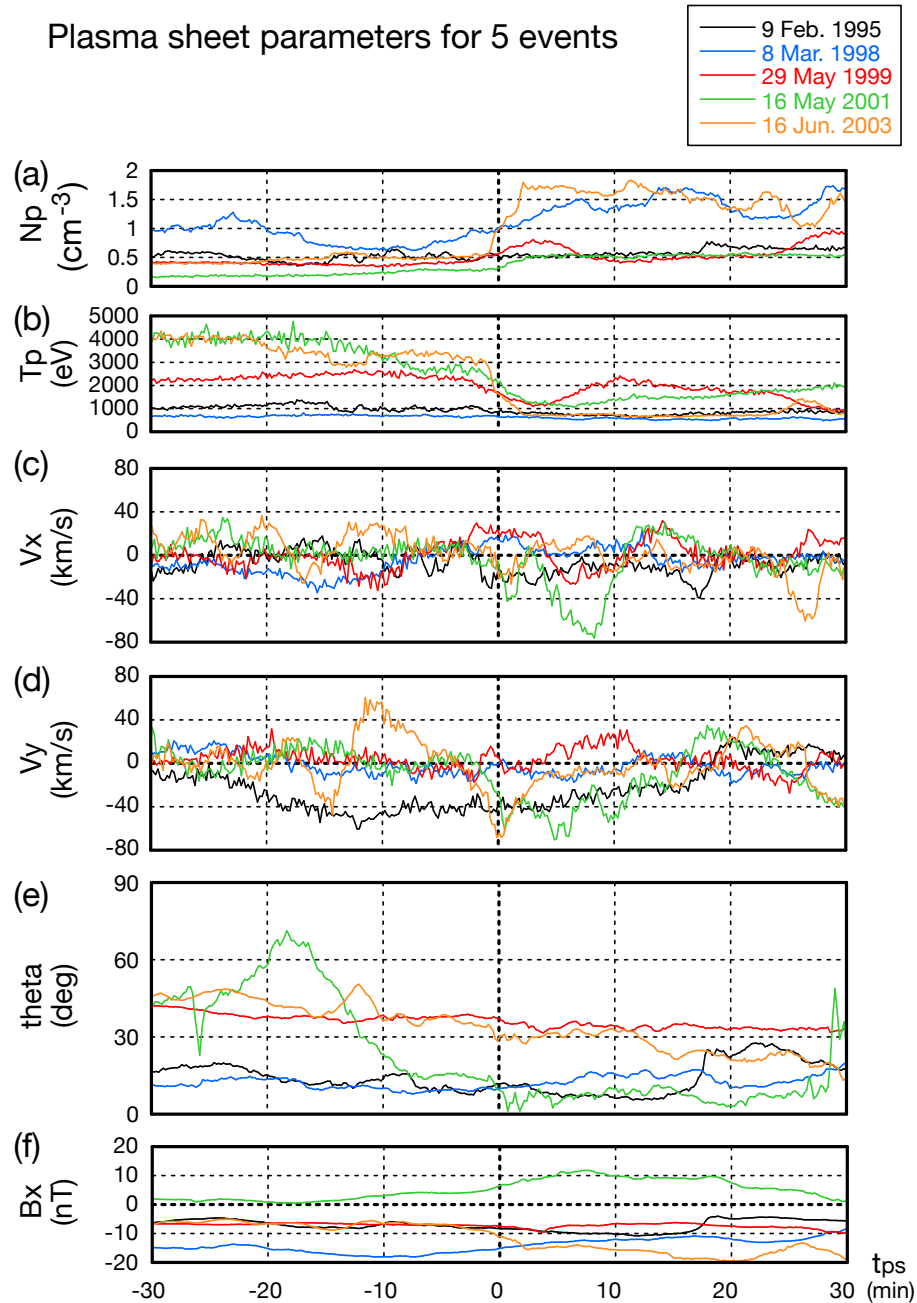 Plasma sheet parameters for 5 events
9 Feb. 1995
8 Mar. 1998
29 May 1999
16 May 2001
16 Jun. 2003
(a)
Np
(cm⁻³)
2
1.5
1
0.5
0
(b)
Tp
(eV)
5000
4000
3000
2000
1000
0
(c)
Vx
(km/s)
80
40
0
-40
-80
(d)
Vy
(km/s)
80
40
0
-40
-80
(e)
theta
(deg)
90
60
30
0
(f)
Bx
(nT)
20
10
0
-10
-20
-30
-20
-10
0
10
20
30
tps
(min)